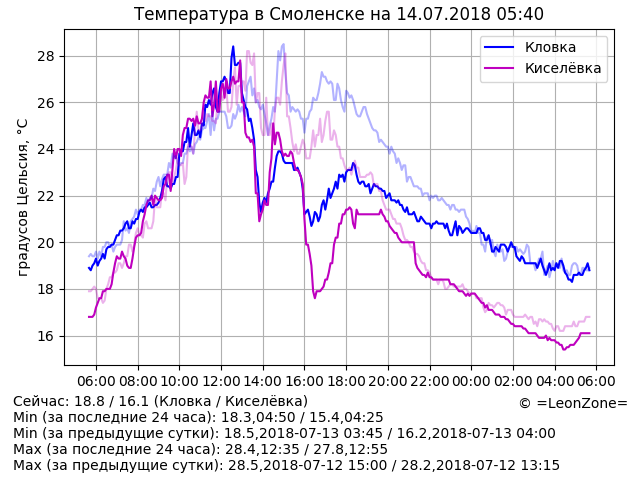 Температура в Смоленске на 14.07.2018 05:40
Кловка
Киселёвка
градусов Цельсия, °C
28
26
24
22
20
18
16
06:00 08:00 10:00 12:00 14:00 16:00 18:00 20:00 22:00 00:00 02:00 04:00 06:00
Сейчас: 18.8 / 16.1 (Кловка / Киселёвка)
© =LeonZone=
Min (за последние 24 часа): 18.3,04:50 / 15.4,04:25
Min (за предыдущие сутки): 18.5,2018-07-13 03:45 / 16.2,2018-07-13 04:00
Max (за последние 24 часа): 28.4,12:35 / 27.8,12:55
Max (за предыдущие сутки): 28.5,2018-07-12 15:00 / 28.2,2018-07-12 13:15